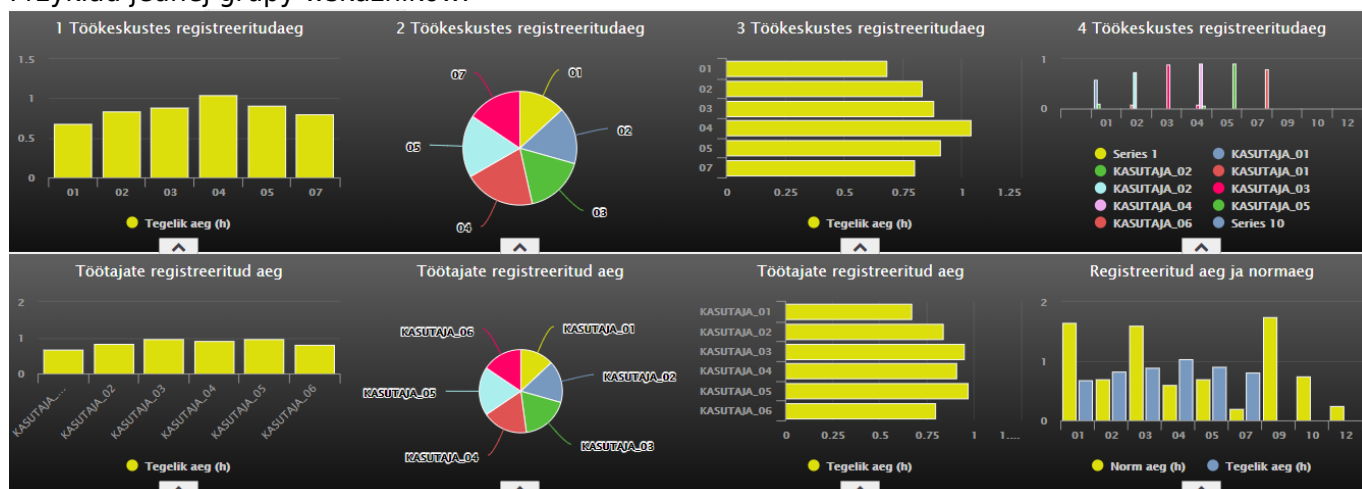 1 Töökeskustes registreeritudaeg
1.5
1
0.5
0
01 02 03 04 05 07
Tegelik aeg (h)
2 Töökeskustes registreeritudaeg
07 01
02
05
03
04
3 Töökeskustes registreeritudaeg
01
02
03
04
05
07
0 0.25 0.5 0.75 1 1.25
Tegelik aeg (h)
4 Töökeskustes registreeritudaeg
1
0
01 02 03 04 05 07 09 10 12
Series 1 KASUTAJA_01
KASUTAJA_02 KASUTAJA_01
KASUTAJA_02 KASUTAJA_03
KASUTAJA_04 KASUTAJA_05
KASUTAJA_06 Series 10
Töötajate registreeritud aeg
2
1
0
KASUTAJA_… KASUTAJA_02 KASUTAJA_03 KASUTAJA_04 KASUTAJA_05 KASUTAJA_06
Tegelik aeg (h)
Töötajate registreeritud aeg
KASUTAJA_06 KASUTAJA_01
KASUTAJA_02
KASUTAJA_05
KASUTAJA_03
KASUTAJA_04
Töötajate registreeritud aeg
KASUTAJA_01
KASUTAJA_02
KASUTAJA_03
KASUTAJA_04
KASUTAJA_05
KASUTAJA_06
0 0.25 0.5 0.75 1 1.…
Tegelik aeg (h)
Registreeritud aeg ja normaeg
2
1
0
01 02 03 04 05 07 09 10 12
Norm aeg (h) Tegelik aeg (h)